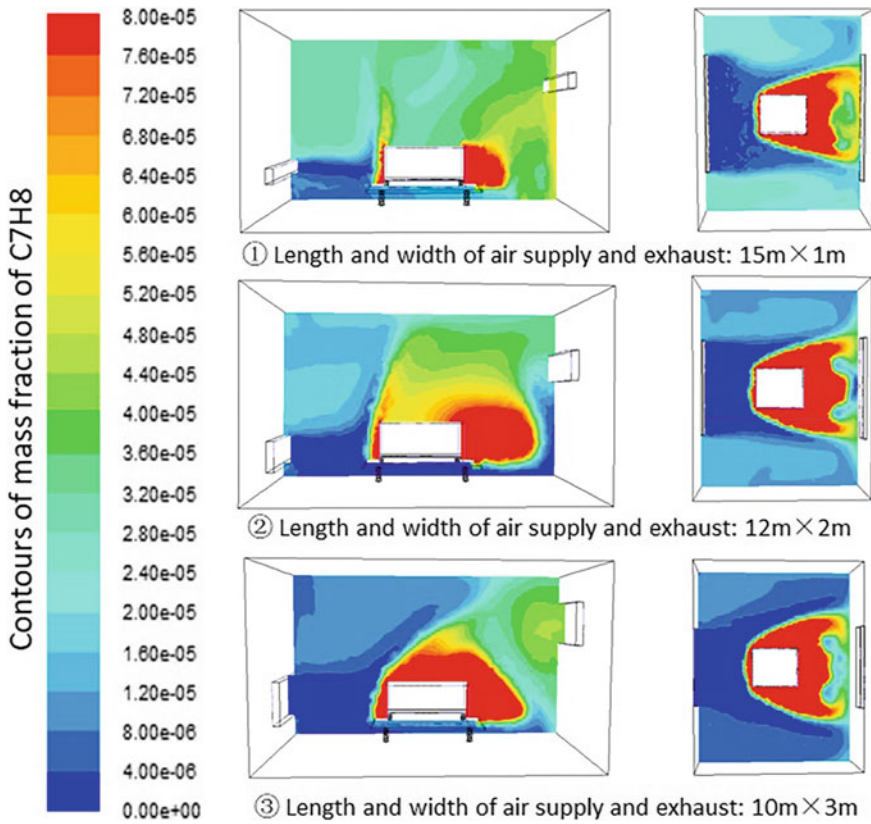 Contours of mass fraction of C7H8
8.00e-05
7.60e-05
7.20e-05
6.80e-05
6.40e-05
6.00e-05
5.60e-05
5.20e-05
4.80e-05
4.40e-05
4.00e-05
3.60e-05
3.20e-05
2.80e-05
2.40e-05
2.00e-05
1.60e-05
1.20e-05
8.00e-06
4.00e-06
0.00e+00
① Length and width of air supply and exhaust: 15m×1m
② Length and width of air supply and exhaust: 12m×2m
③ Length and width of air supply and exhaust: 10m×3m